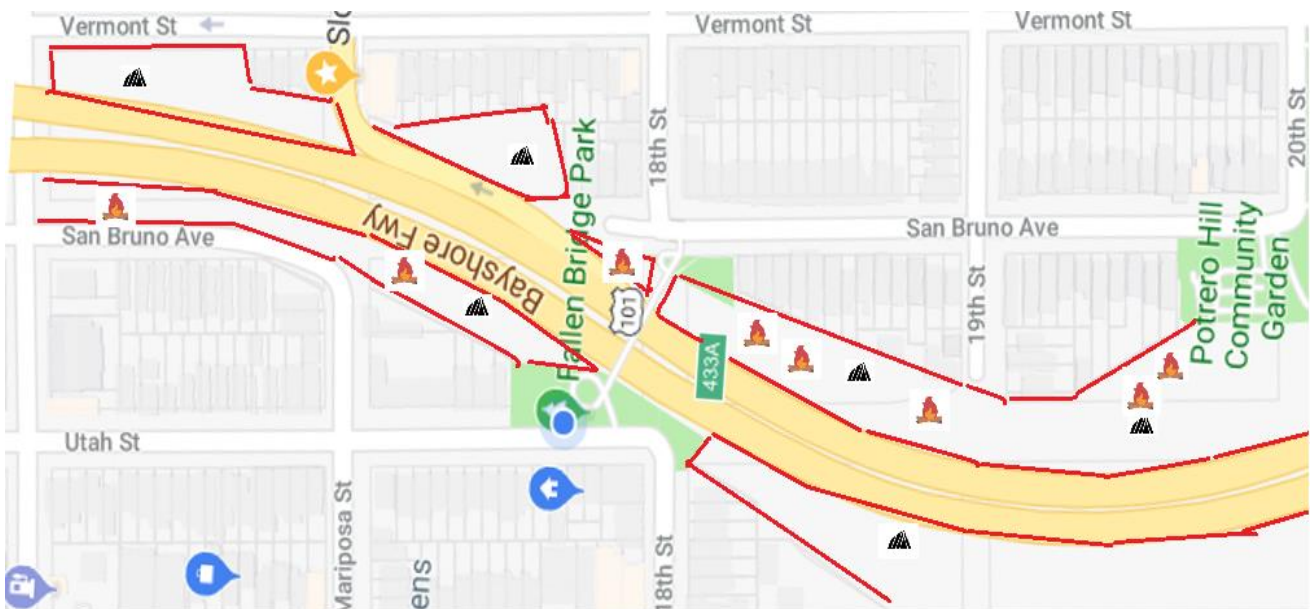 Vermont St
Slo
Vermont St
Vermont St
18th St
20th St
San Bruno Ave
Bayshore Fwy
Fallen Bridge Park
101
San Bruno Ave
19th St
Potrero Hill
Community
Garden
433A
Utah St
Mariposa St
ens
18th St